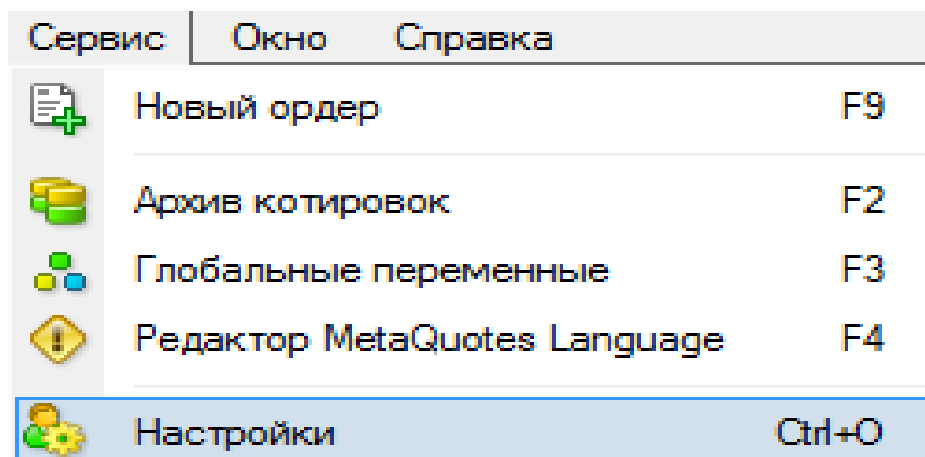 Сервис Окно Справка
Новый ордер F9
Архив котировок F2
Глобальные переменные F3
Редактор MetaQuotes Language F4
Настройки Ctrl+O